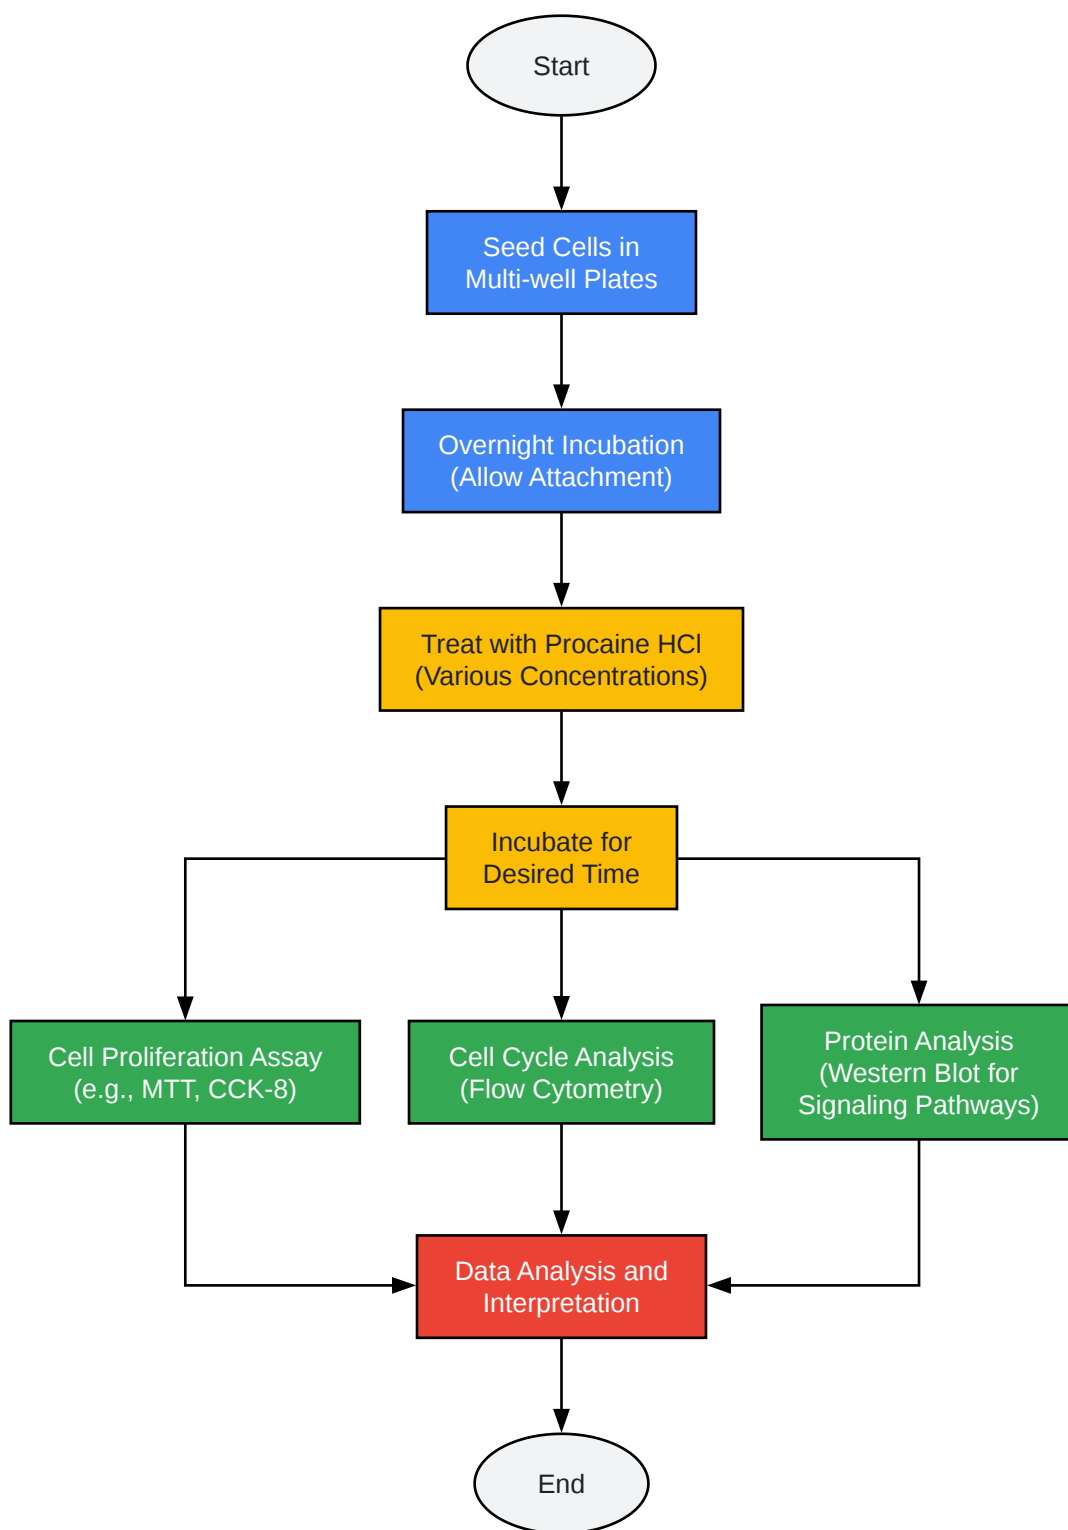 Start
Seed Cells in
Multi-well Plates
Overnight Incubation
(Allow Attachment)
Treat with Procaine HCl
(Various Concentrations)
Incubate for
Desired Time
Cell Proliferation Assay
(e.g., MTT, CCK-8)
Cell Cycle Analysis
(Flow Cytometry)
Protein Analysis
(Western Blot for
Signaling Pathways)
Data Analysis and
Interpretation
End